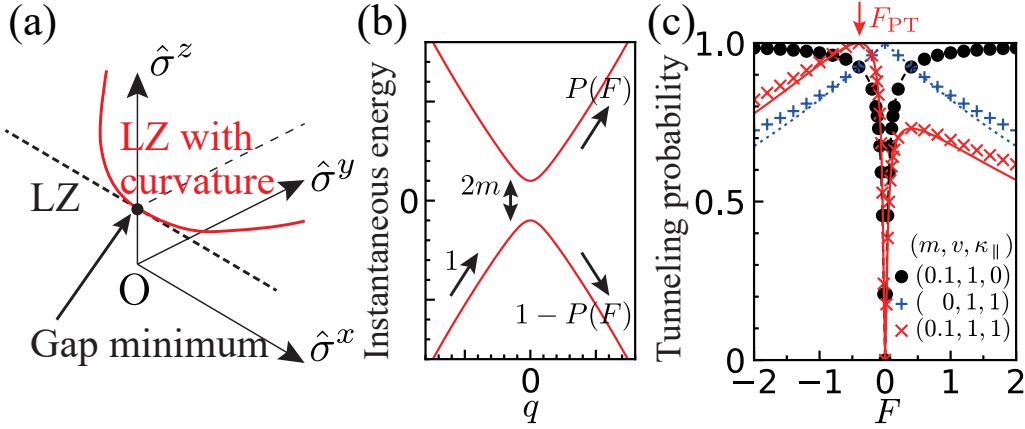 (a)
σ̂ᶻ
LZ with
curvature
σ̂ʸ
LZ
O
Gap minimum
σ̂ˣ
(b)
Instantaneous energy
0
P(F)
2m
1
1 − P(F)
0
q
(c)
F_PT
Tunneling probability
1.0
0.5
0
(m, v, κ_∥)
(0.1, 1, 0)
( 0, 1, 1)
(0.1, 1, 1)
−2 −1 0 1 2
F